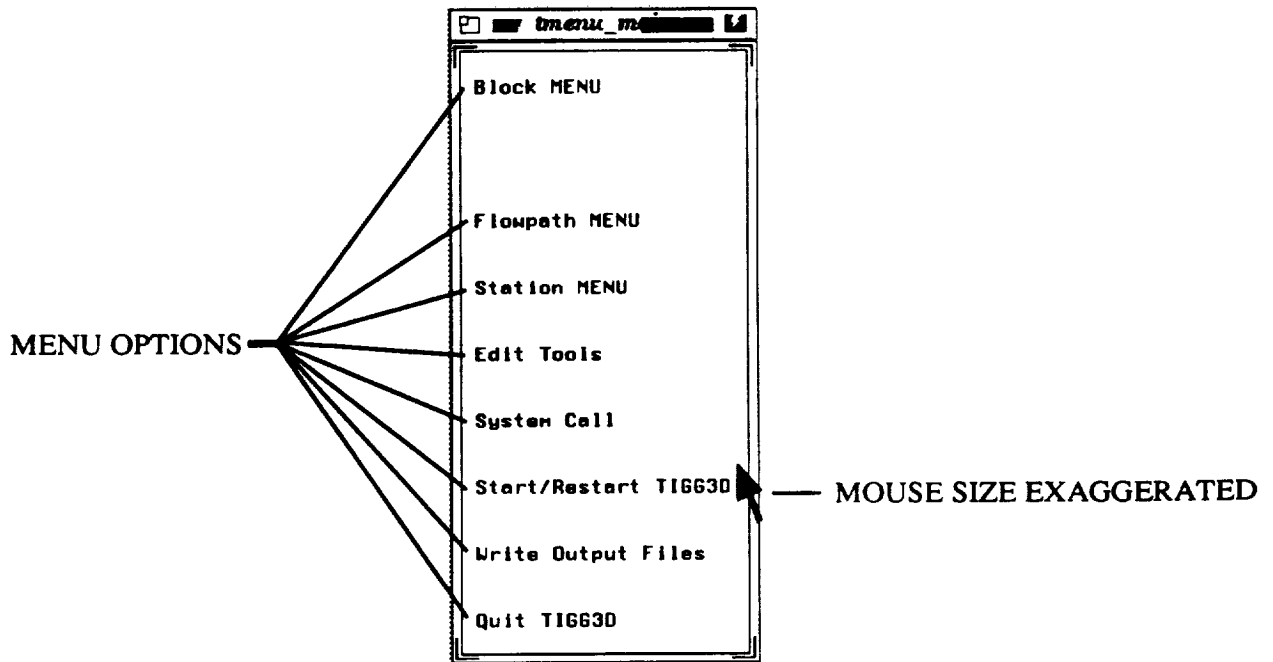 tmenu_main
Block MENU
Flowpath MENU
Station MENU
MENU OPTIONS
Edit Tools
System Call
Start/Restart TIGG3D
MOUSE SIZE EXAGGERATED
Write Output Files
Quit TIGG3D